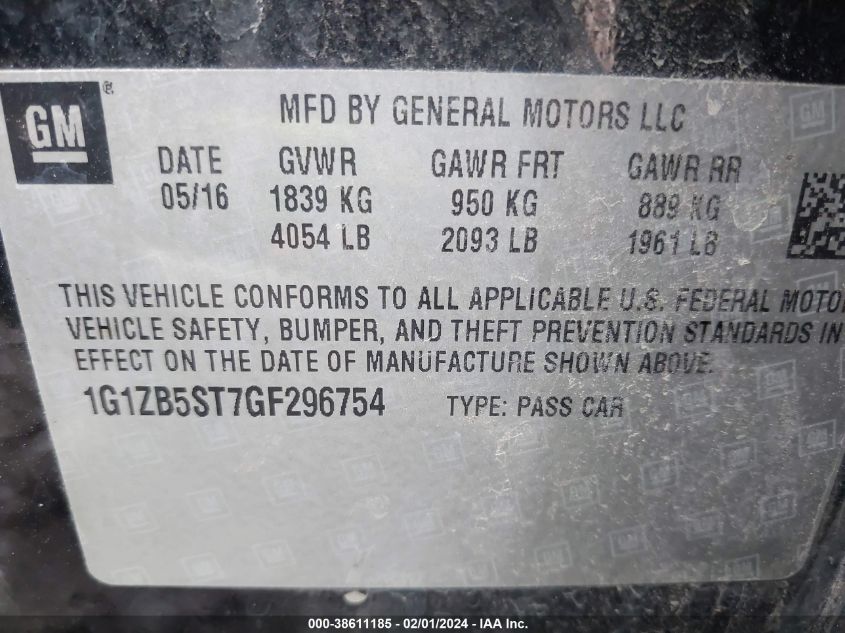 GM
MFD BY GENERAL MOTORS LLC
DATE GVWR GAWR FRT GAWR RR
05/16 1839 KG 950 KG 889 KG
4054 LB 2093 LB 1961 LB
THIS VEHICLE CONFORMS TO ALL APPLICABLE U.S. FEDERAL MOTO
VEHICLE SAFETY, BUMPER, AND THEFT PREVENTION STANDARDS IN
EFFECT ON THE DATE OF MANUFACTURE SHOWN ABOVE.
1G1ZB5ST7GF296754 TYPE: PASS CAR
000-38611185 - 02/01/2024 - IAA Inc.